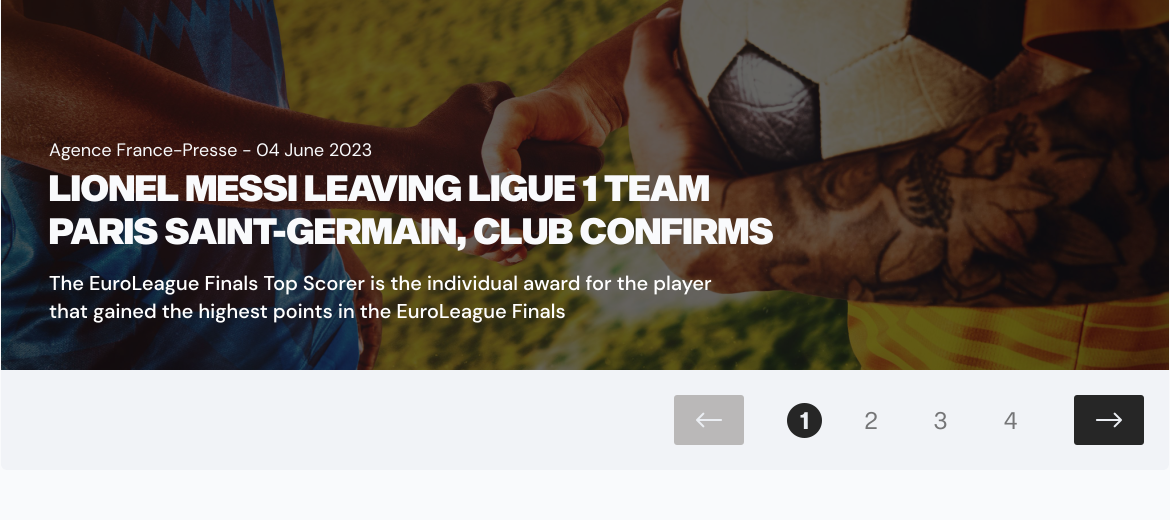 Agence France-Presse - 04 June 2023
LIONEL MESSI LEAVING LIGUE 1 TEAM
PARIS SAINT-GERMAIN, CLUB CONFIRMS
The EuroLeague Finals Top Scorer is the individual award for the player
that gained the highest points in the EuroLeague Finals
← 1 2 3 4 →